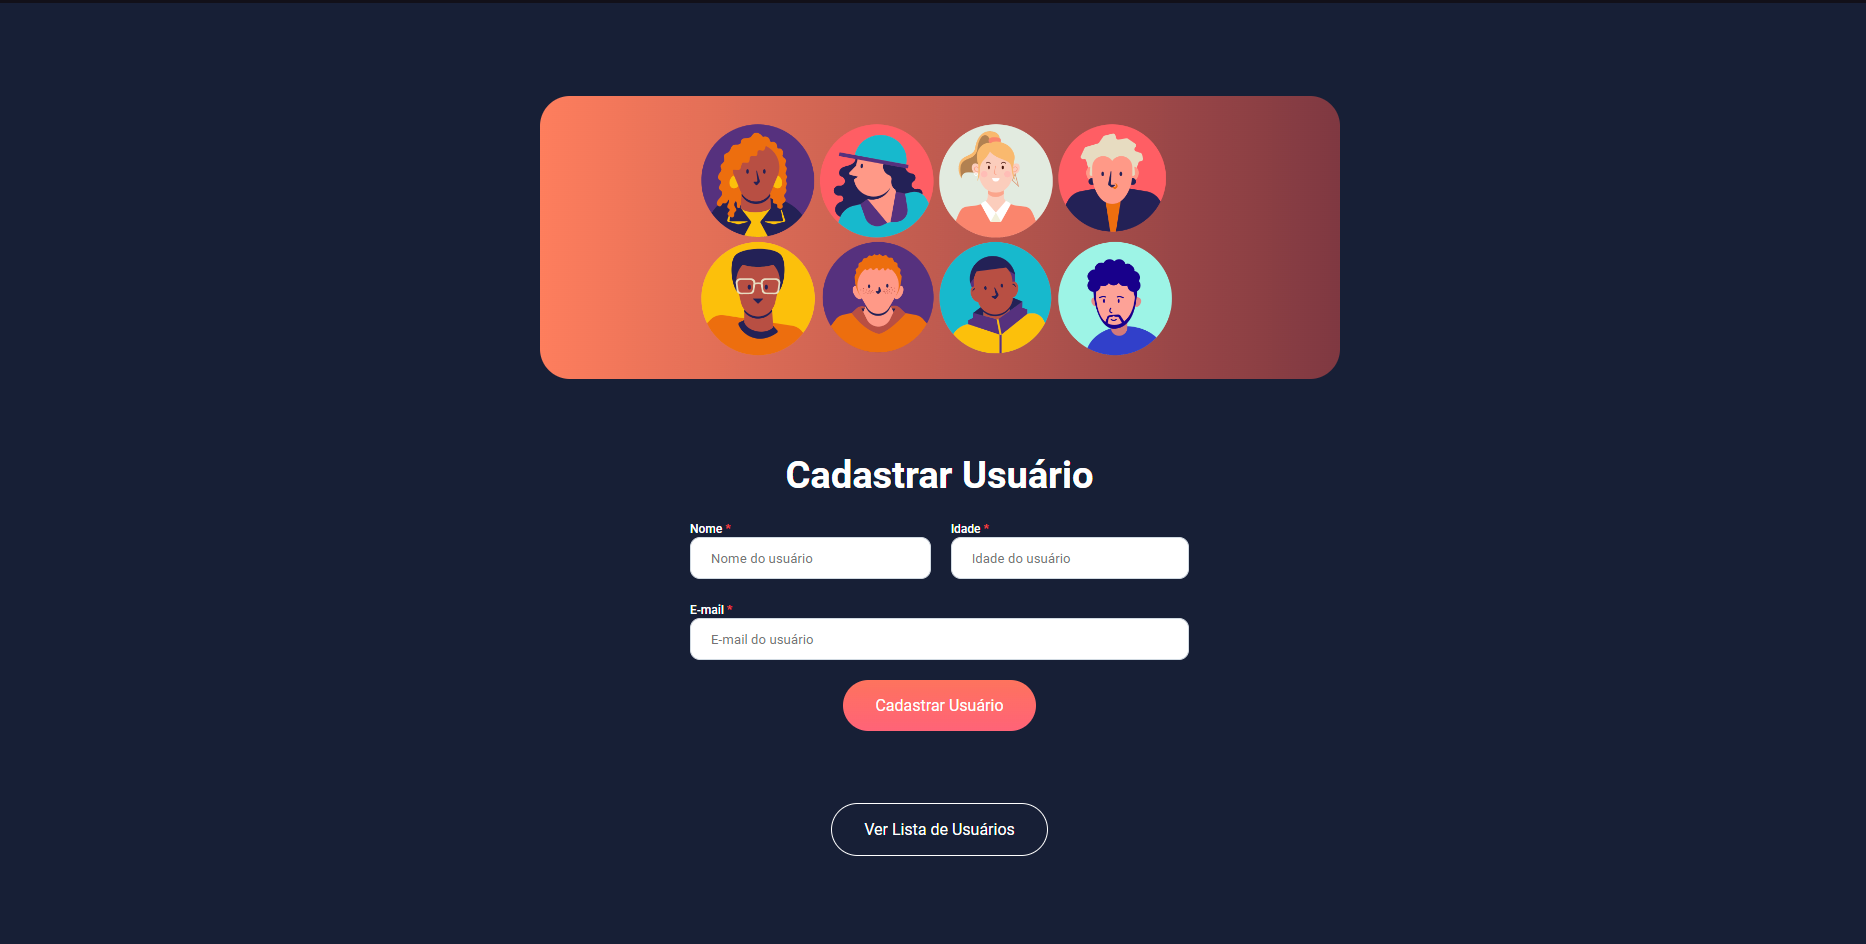 Cadastrar Usuário
Nome * Idade *
Nome do usuário Idade do usuário
E-mail *
E-mail do usuário
Cadastrar Usuário
Ver Lista de Usuários